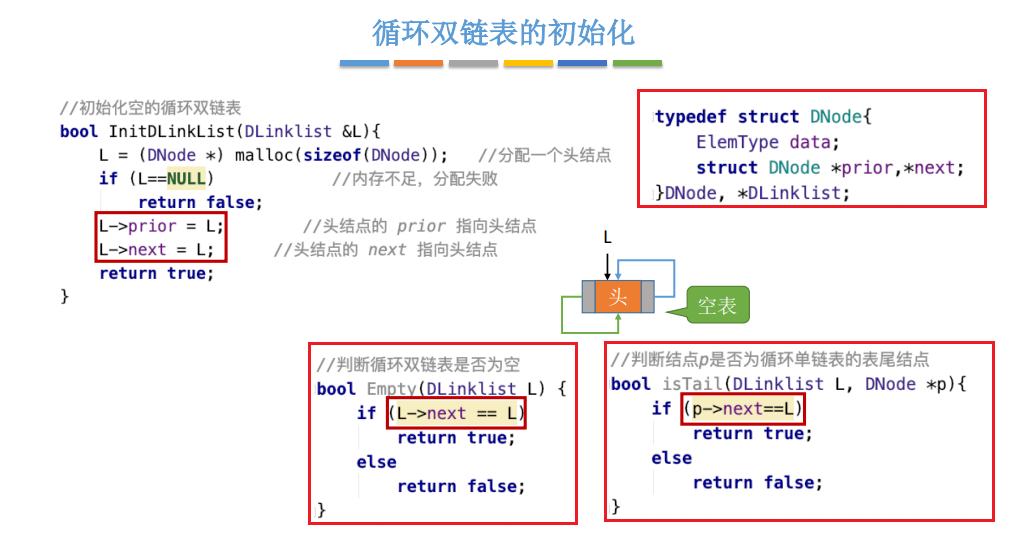 循环双链表的初始化
//初始化空的循环双链表
bool InitDLinkList(DLinklist &L){
L = (DNode *) malloc(sizeof(DNode)); //分配一个头结点
if (L==NULL) //内存不足，分配失败
return false;
L->prior = L; //头结点的 prior 指向头结点
L->next = L; //头结点的 next 指向头结点
return true;
}
typedef struct DNode{
ElemType data;
struct DNode *prior,*next;
}DNode, *DLinklist;
L
头
空表
//判断循环双链表是否为空
bool Empty(DLinklist L) {
if (L->next == L)
return true;
else
return false;
}
//判断结点p是否为循环单链表的表尾结点
bool isTail(DLinklist L, DNode *p){
if (p->next==L)
return true;
else
return false;
}